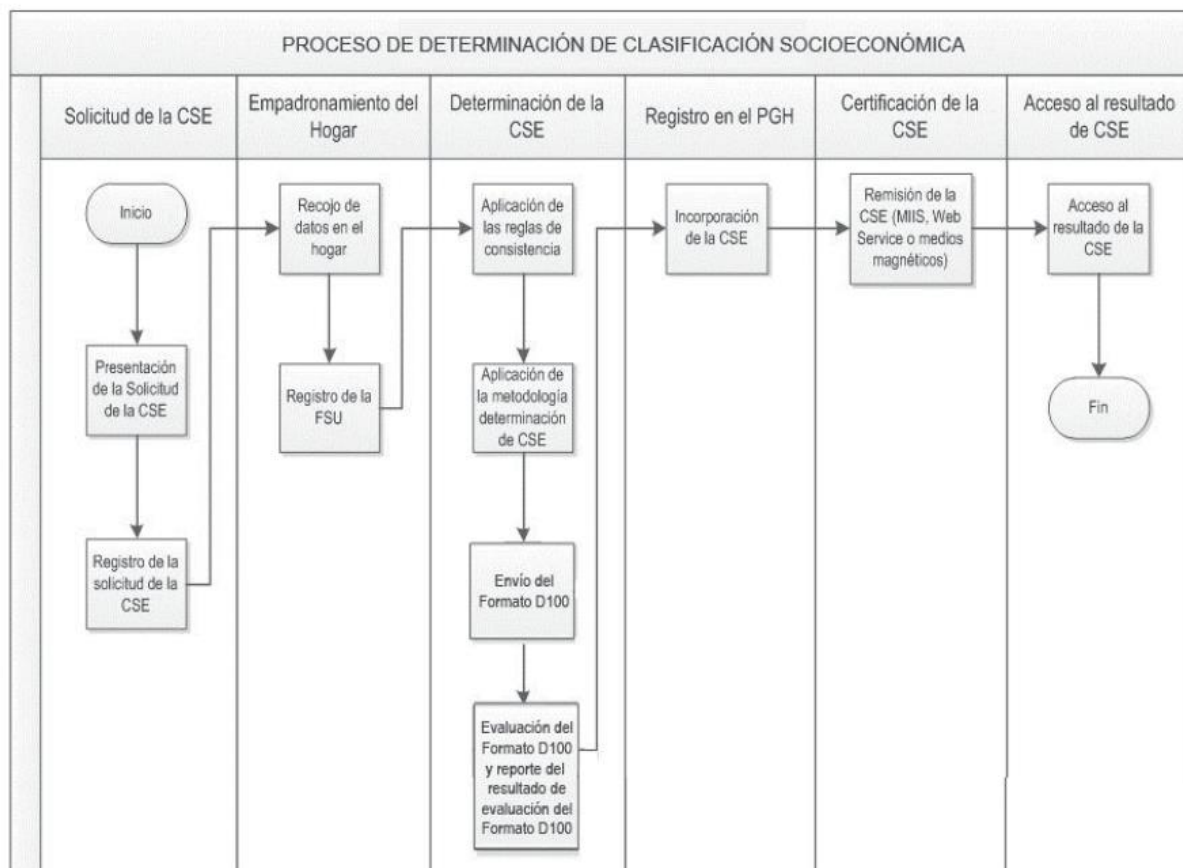 PROCESO DE DETERMINACIÓN DE CLASIFICACIÓN SOCIOECONÓMICA
Solicitud de la CSE
Empadronamiento del
Hogar
Determinación de la
CSE
Registro en el PGH
Certificación de la
CSE
Acceso al resultado
de CSE
Inicio
Presentación
de la Solicitud
de la CSE
Registro de la
solicitud de la
CSE
Recojo de
datos en el
hogar
Registro de la
FSU
Aplicación de
las reglas de
consistencia
Aplicación de
la metodología
determinación
de CSE
Envío del
Formato D100
Evaluación del
Formato D100
y reporte del
resultado de
evaluación del
Formato D100
Incorporación
de la CSE
Remisión de la
CSE (MIIS, Web
Service o medios
magnéticos)
Acceso al
resultado de la
CSE
Fin